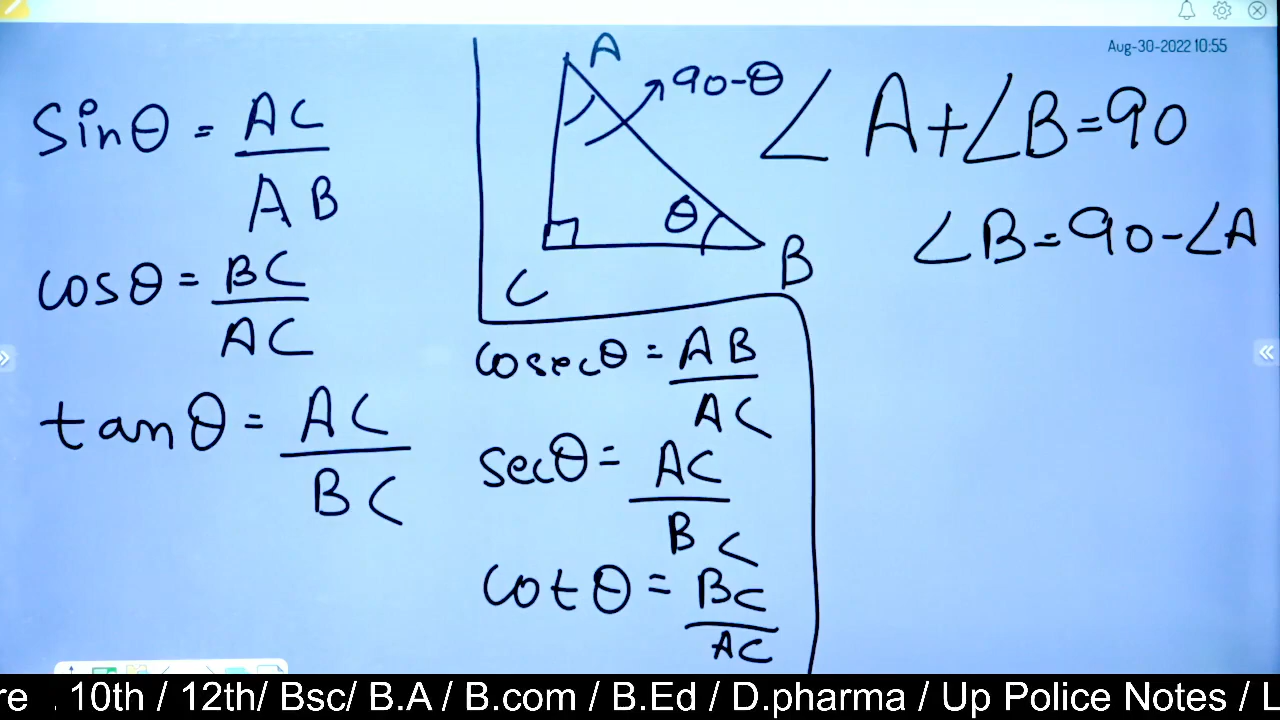 Aug-30-2022 10:55
sinθ = AC/AB
cosθ = BC/AC
tanθ = AC/BC
A
90-θ
θ
B
C
∠A+∠B=90
∠B=90-∠A
cosecθ = AB/AC
secθ = AC/BC
cotθ = BC/AC
re . 10th / 12th/ Bsc/ B.A / B.com / B.Ed / D.pharma / Up Police Notes / L